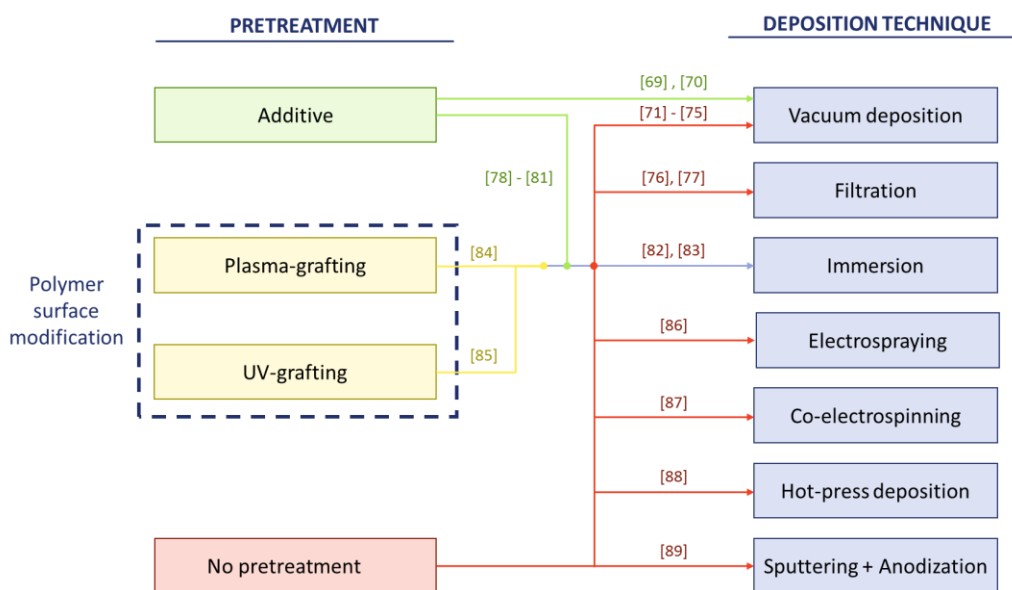 PRETREATMENT
DEPOSITION TECHNIQUE
[69] , [70]
Additive
[71] - [75]
Vacuum deposition
[78] - [81]
[76], [77]
Filtration
Polymer
surface
modification
Plasma-grafting
[84]
[82], [83]
Immersion
UV-grafting
[85]
[86]
Electrospraying
[87]
Co-electrospinning
[88]
Hot-press deposition
No pretreatment
[89]
Sputtering + Anodization